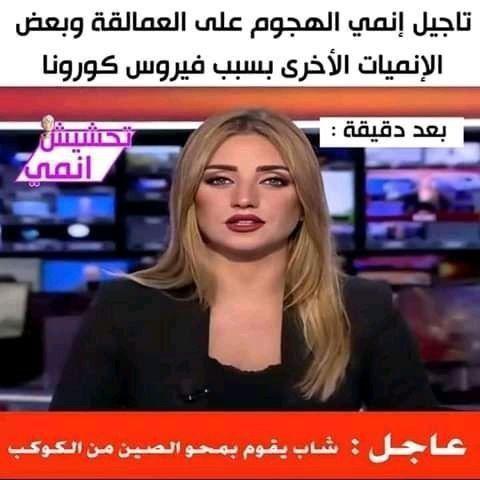 تاجيل إنمي الهجوم على العمالقة وبعض
الإنميات الأخرى بسبب فيروس كورونا
بعد دقيقة :
تحشيش
انمي
عاجل : شاب يقوم بمحو الصين من الكوكب